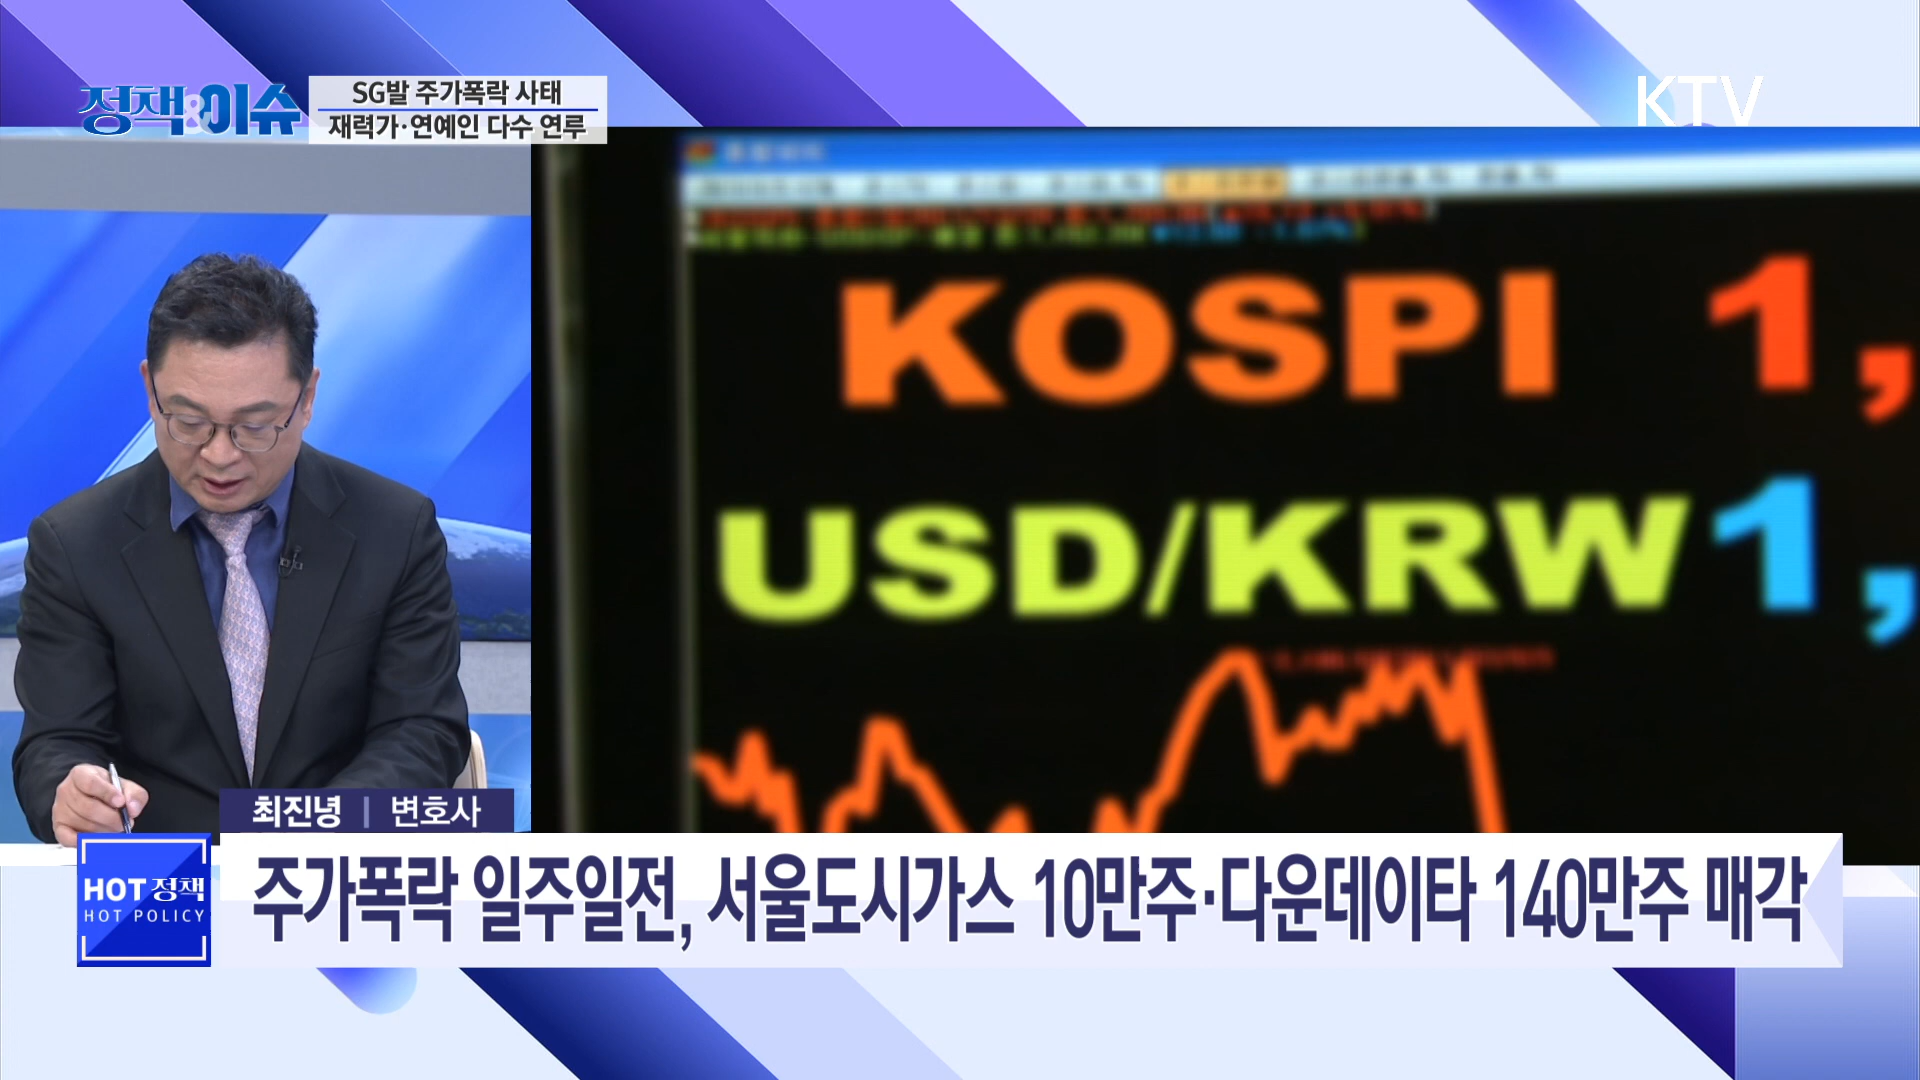 정책&이슈
SG발 주가폭락 사태
재력가·연예인 다수 연루
KTV
KOSPI 1,
USD/KRW 1,
최진녕 | 변호사
HOT 정책
HOT POLICY
주가폭락 일주일전, 서울도시가스 10만주·다운데이타 140만주 매각